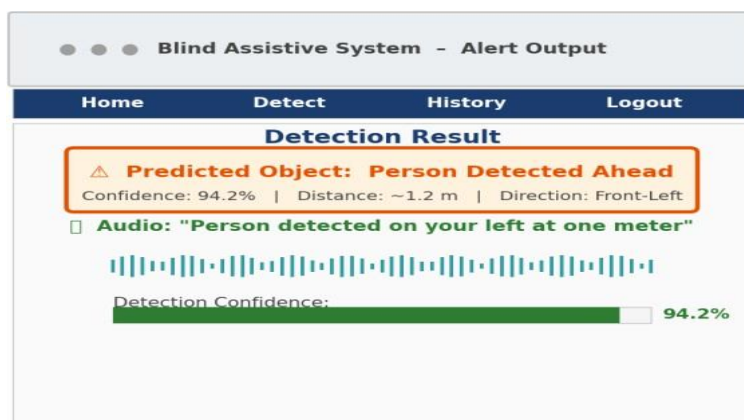 Blind Assistive System – Alert Output
Home Detect History Logout
Detection Result
⚠ Predicted Object: Person Detected Ahead
Confidence: 94.2% | Distance: ~1.2 m | Direction: Front-Left
Audio: "Person detected on your left at one meter"
Detection Confidence:
94.2%